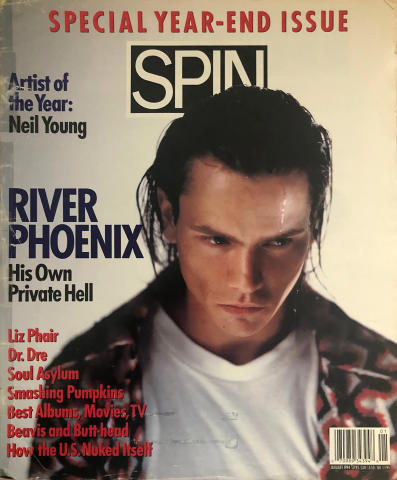 SPECIAL YEAR-END ISSUE
SPIN
Artist of
the Year:
Neil Young
RIVER
PHOENIX
His Own
Private Hell
Liz Phair
Dr. Dre
Soul Asylum
Smashing Pumpkins
Best Albums, Movies, TV
Beavis and Butt-head
How the U.S. Nuked Itself
01